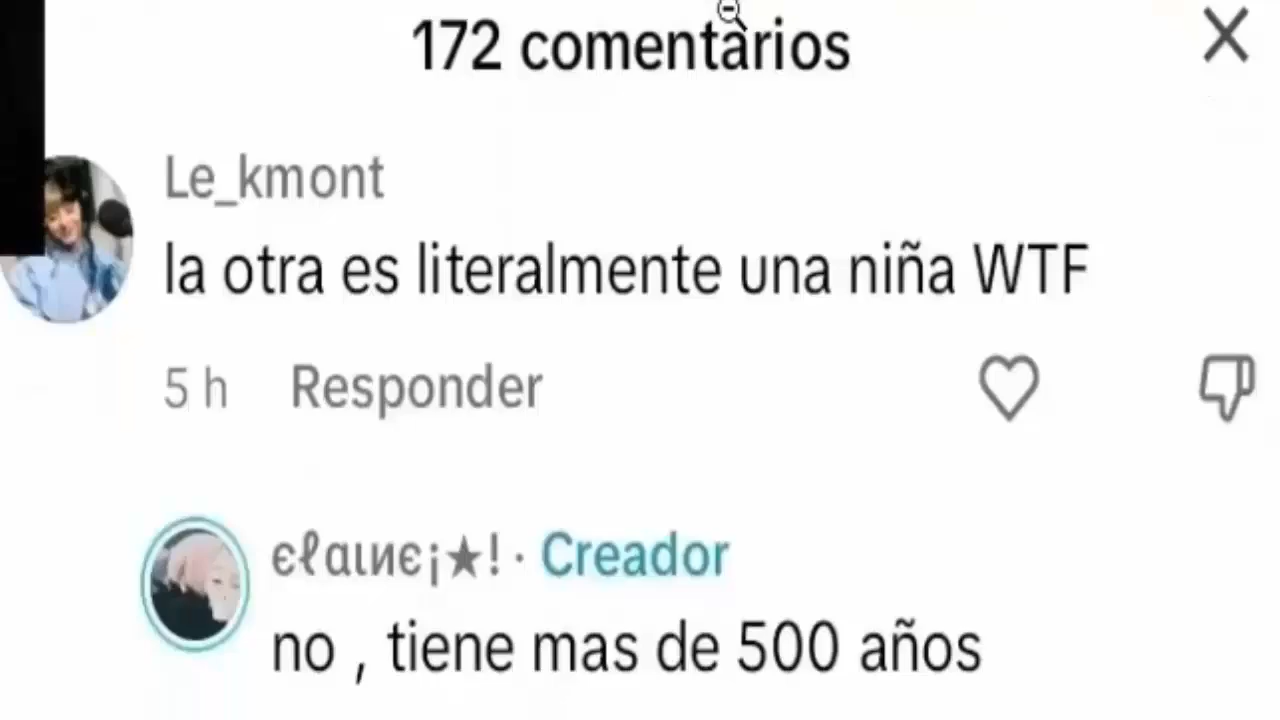 172 comentarios
Le_kmont
la otra es literalmente una niña WTF
5 h Responder
єℓαιиє¡★! · Creador
no , tiene mas de 500 años